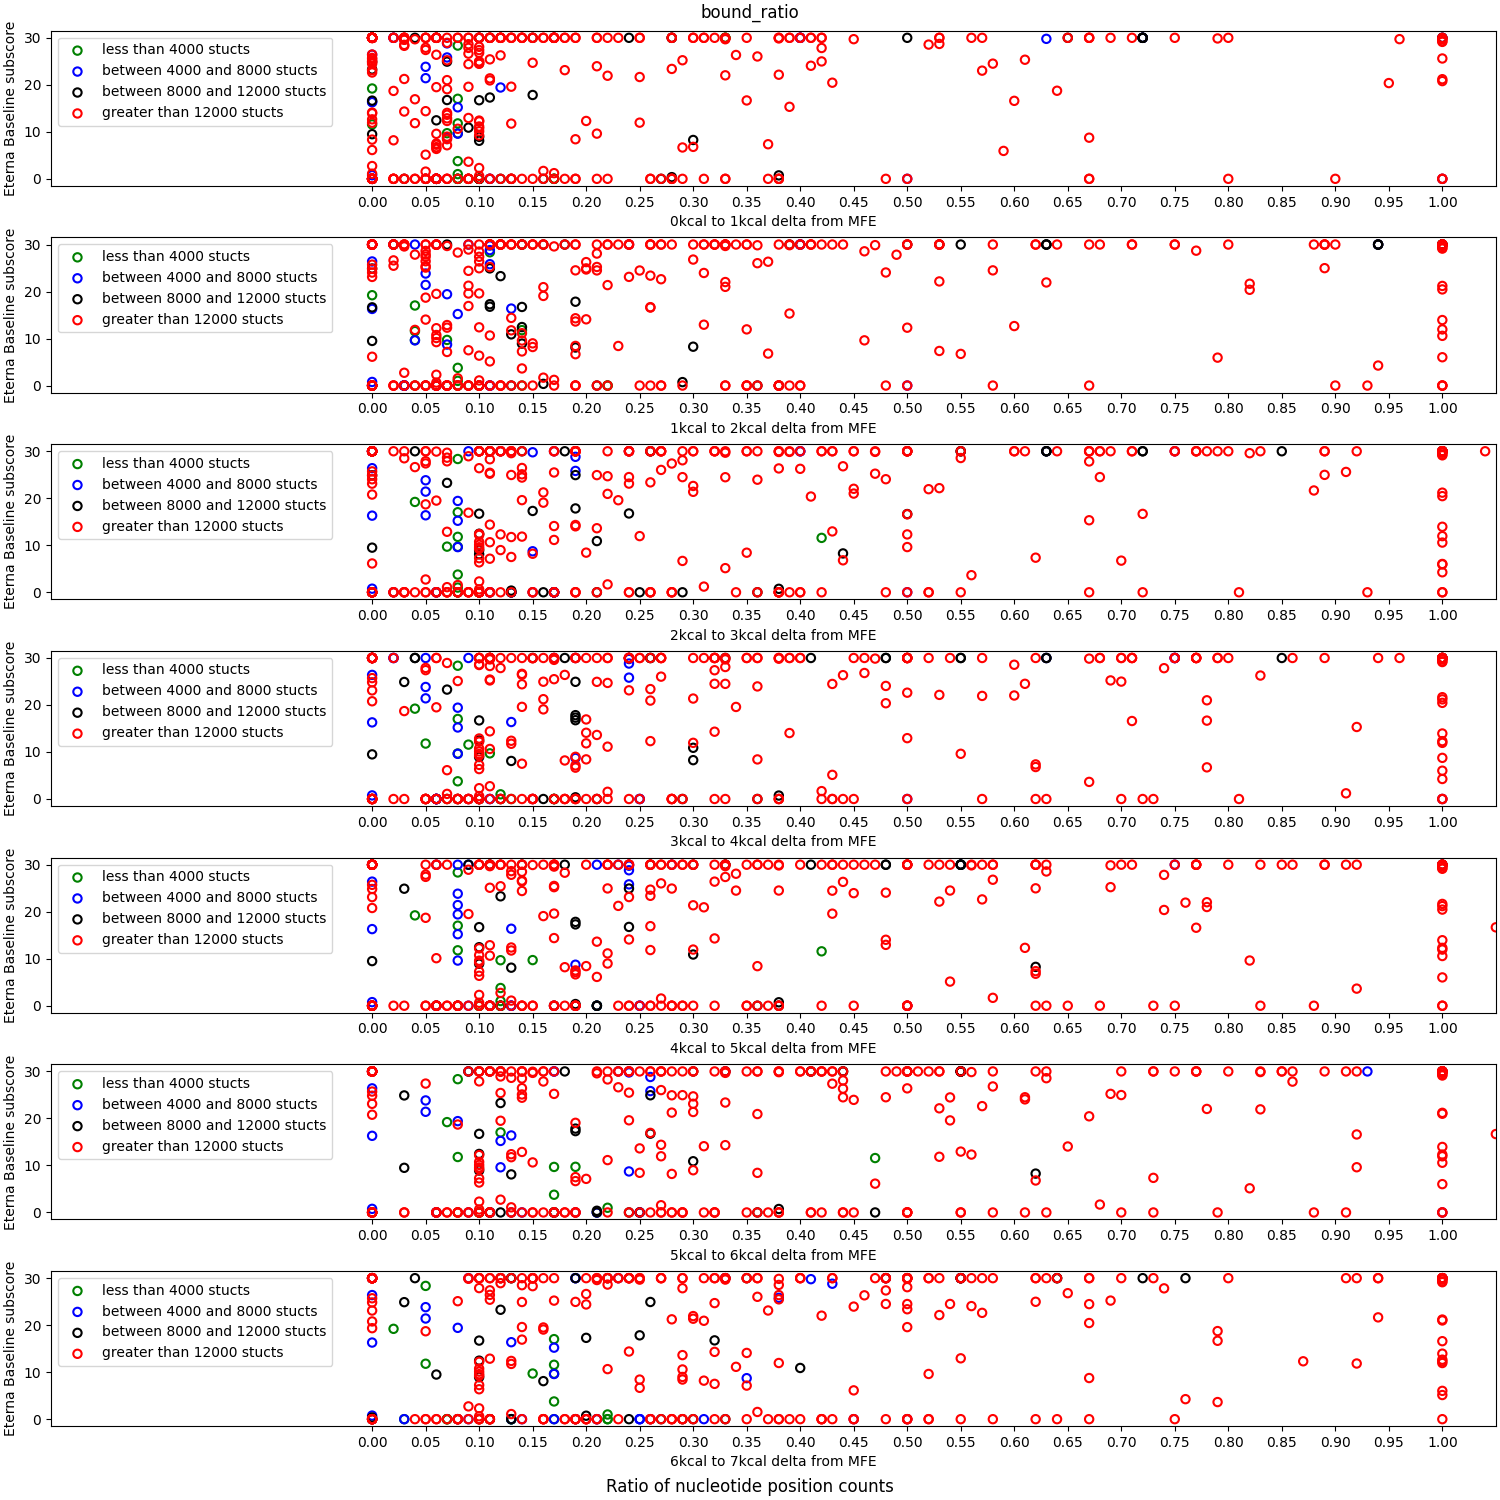 bound_ratio
Eterna Baseline subscore
30
20
10
0
less than 4000 stucts
between 4000 and 8000 stucts
between 8000 and 12000 stucts
greater than 12000 stucts
0.00 0.05 0.10 0.15 0.20 0.25 0.30 0.35 0.40 0.45 0.50 0.55 0.60 0.65 0.70 0.75 0.80 0.85 0.90 0.95 1.00
0kcal to 1kcal delta from MFE
Eterna Baseline subscore
30
20
10
0
less than 4000 stucts
between 4000 and 8000 stucts
between 8000 and 12000 stucts
greater than 12000 stucts
0.00 0.05 0.10 0.15 0.20 0.25 0.30 0.35 0.40 0.45 0.50 0.55 0.60 0.65 0.70 0.75 0.80 0.85 0.90 0.95 1.00
1kcal to 2kcal delta from MFE
Eterna Baseline subscore
30
20
10
0
less than 4000 stucts
between 4000 and 8000 stucts
between 8000 and 12000 stucts
greater than 12000 stucts
0.00 0.05 0.10 0.15 0.20 0.25 0.30 0.35 0.40 0.45 0.50 0.55 0.60 0.65 0.70 0.75 0.80 0.85 0.90 0.95 1.00
2kcal to 3kcal delta from MFE
Eterna Baseline subscore
30
20
10
0
less than 4000 stucts
between 4000 and 8000 stucts
between 8000 and 12000 stucts
greater than 12000 stucts
0.00 0.05 0.10 0.15 0.20 0.25 0.30 0.35 0.40 0.45 0.50 0.55 0.60 0.65 0.70 0.75 0.80 0.85 0.90 0.95 1.00
3kcal to 4kcal delta from MFE
Eterna Baseline subscore
30
20
10
0
less than 4000 stucts
between 4000 and 8000 stucts
between 8000 and 12000 stucts
greater than 12000 stucts
0.00 0.05 0.10 0.15 0.20 0.25 0.30 0.35 0.40 0.45 0.50 0.55 0.60 0.65 0.70 0.75 0.80 0.85 0.90 0.95 1.00
4kcal to 5kcal delta from MFE
Eterna Baseline subscore
30
20
10
0
less than 4000 stucts
between 4000 and 8000 stucts
between 8000 and 12000 stucts
greater than 12000 stucts
0.00 0.05 0.10 0.15 0.20 0.25 0.30 0.35 0.40 0.45 0.50 0.55 0.60 0.65 0.70 0.75 0.80 0.85 0.90 0.95 1.00
5kcal to 6kcal delta from MFE
Eterna Baseline subscore
30
20
10
0
less than 4000 stucts
between 4000 and 8000 stucts
between 8000 and 12000 stucts
greater than 12000 stucts
0.00 0.05 0.10 0.15 0.20 0.25 0.30 0.35 0.40 0.45 0.50 0.55 0.60 0.65 0.70 0.75 0.80 0.85 0.90 0.95 1.00
6kcal to 7kcal delta from MFE
Ratio of nucleotide position counts